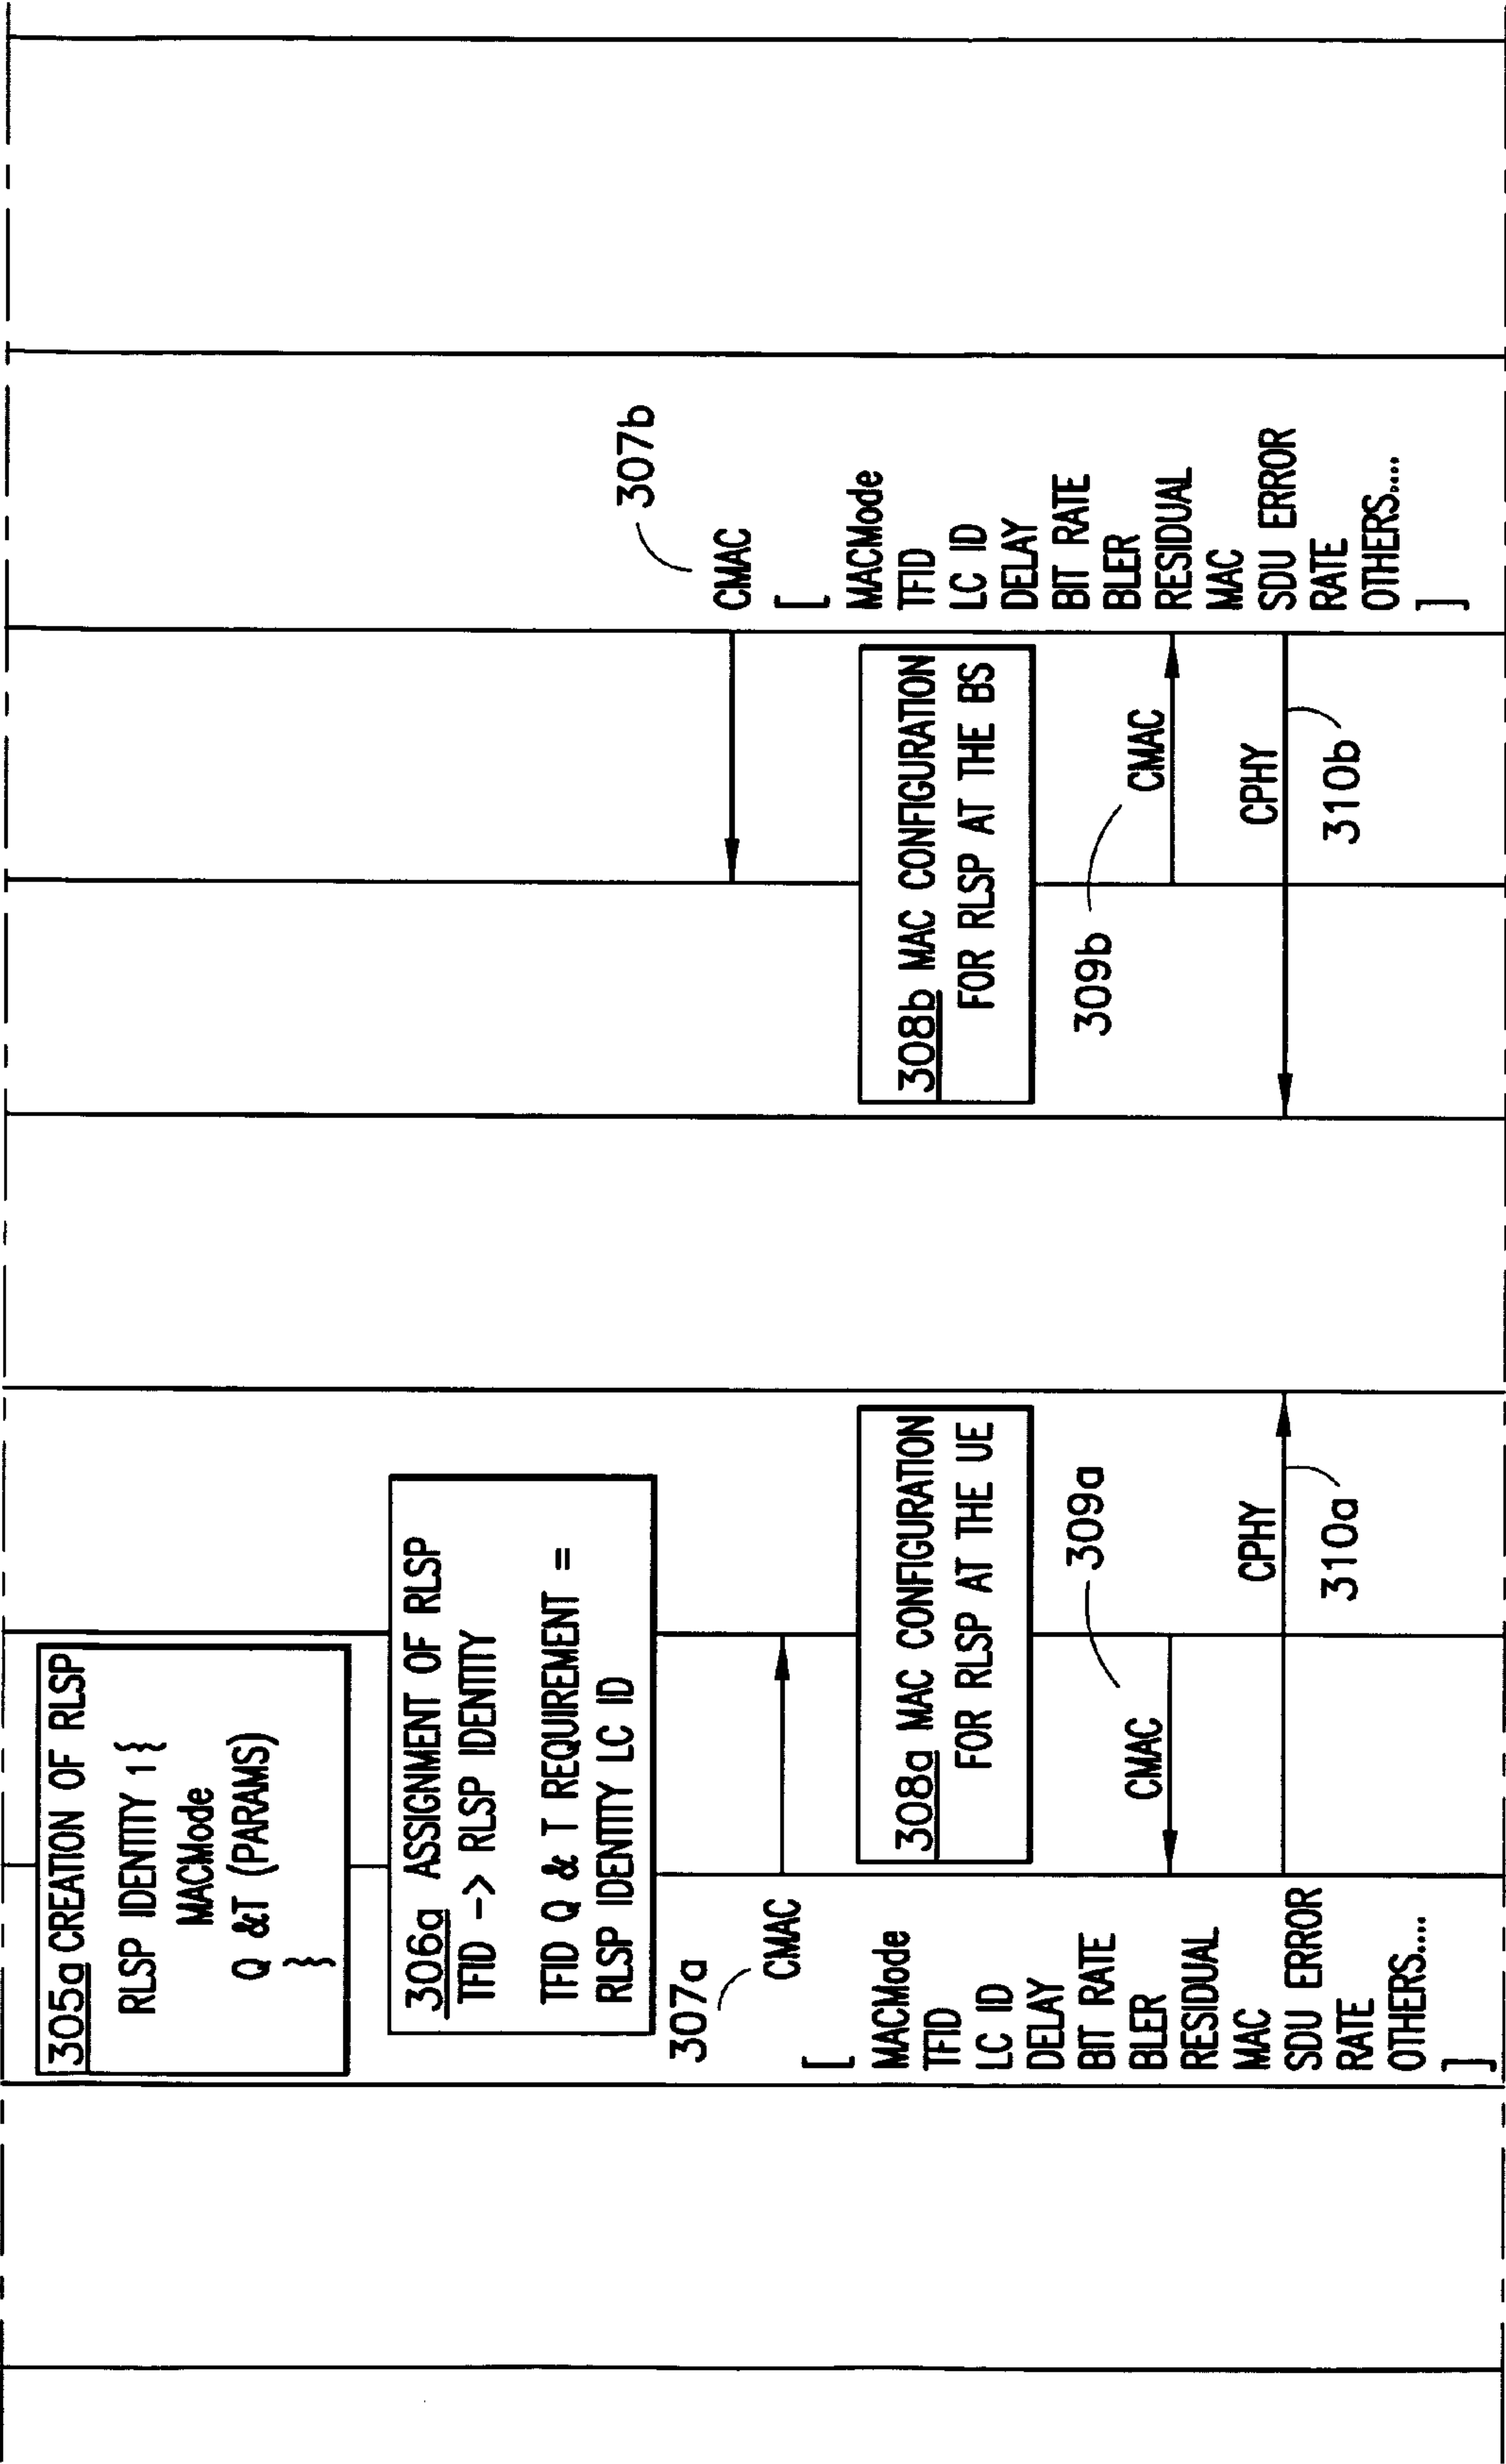 305a CREATION OF RLSP
RLSP IDENTITY 1{
MACMode
Q &T (PARAMS)
}
306a ASSIGNMENT OF RLSP
TFID -> RLSP IDENTITY
TFID Q & T REQUIREMENT =
RLSP IDENTITY LC ID
307a
CMAC
[
MACMode
TFID
LC ID
DELAY
BIT RATE
BLER
RESIDUAL
MAC
SDU ERROR
RATE
OTHERS....
]
308a MAC CONFIGURATION
FOR RLSP AT THE UE
309a
CMAC
CPHY
310a
307b
CMAC
[
MACMode
TFID
LC ID
DELAY
BIT RATE
BLER
RESIDUAL
MAC
SDU ERROR
RATE
OTHERS....
]
308b MAC CONFIGURATION
FOR RLSP AT THE BS
309b
CMAC
CPHY
310b